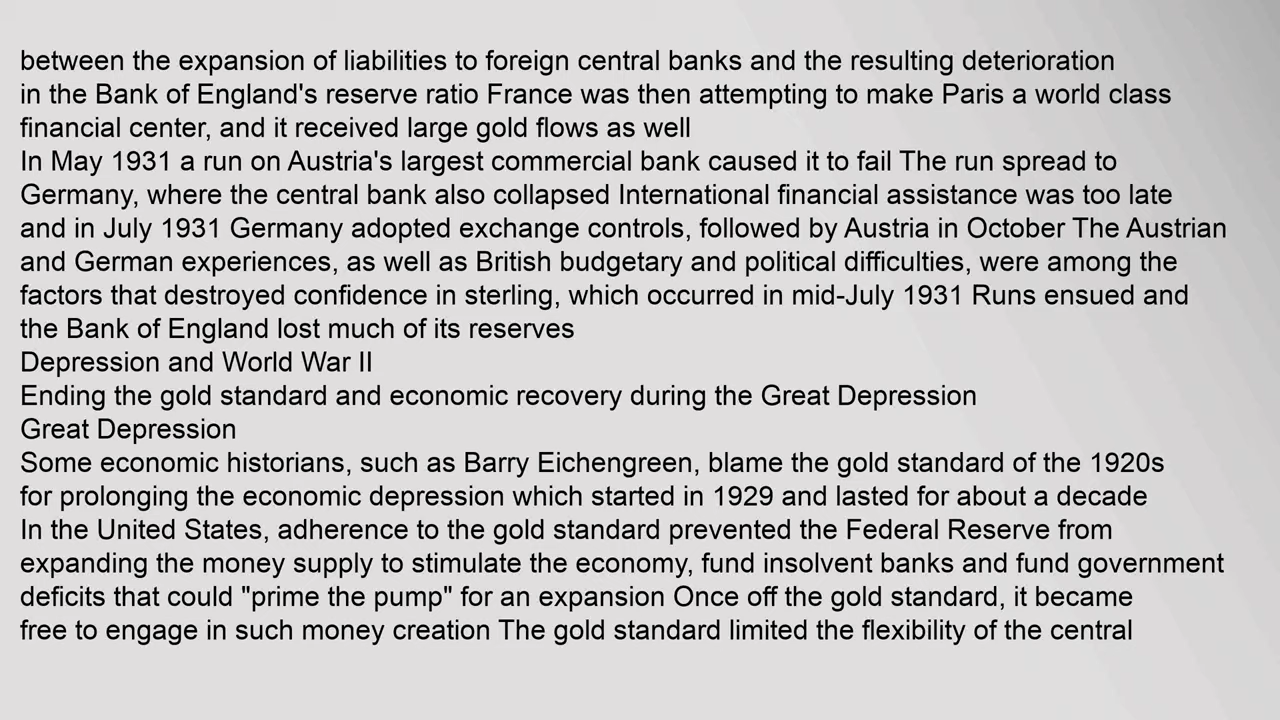 between the expansion of liabilities to foreign central banks and the resulting deterioration
in the Bank of England's reserve ratio France was then attempting to make Paris a world class
financial center, and it received large gold flows as well
In May 1931 a run on Austria's largest commercial bank caused it to fail The run spread to
Germany, where the central bank also collapsed International financial assistance was too late
and in July 1931 Germany adopted exchange controls, followed by Austria in October The Austrian
and German experiences, as well as British budgetary and political difficulties, were among the
factors that destroyed confidence in sterling, which occurred in mid-July 1931 Runs ensued and
the Bank of England lost much of its reserves
Depression and World War II
Ending the gold standard and economic recovery during the Great Depression
Great Depression
Some economic historians, such as Barry Eichengreen, blame the gold standard of the 1920s
for prolonging the economic depression which started in 1929 and lasted for about a decade
In the United States, adherence to the gold standard prevented the Federal Reserve from
expanding the money supply to stimulate the economy, fund insolvent banks and fund government
deficits that could "prime the pump" for an expansion Once off the gold standard, it became
free to engage in such money creation The gold standard limited the flexibility of the central